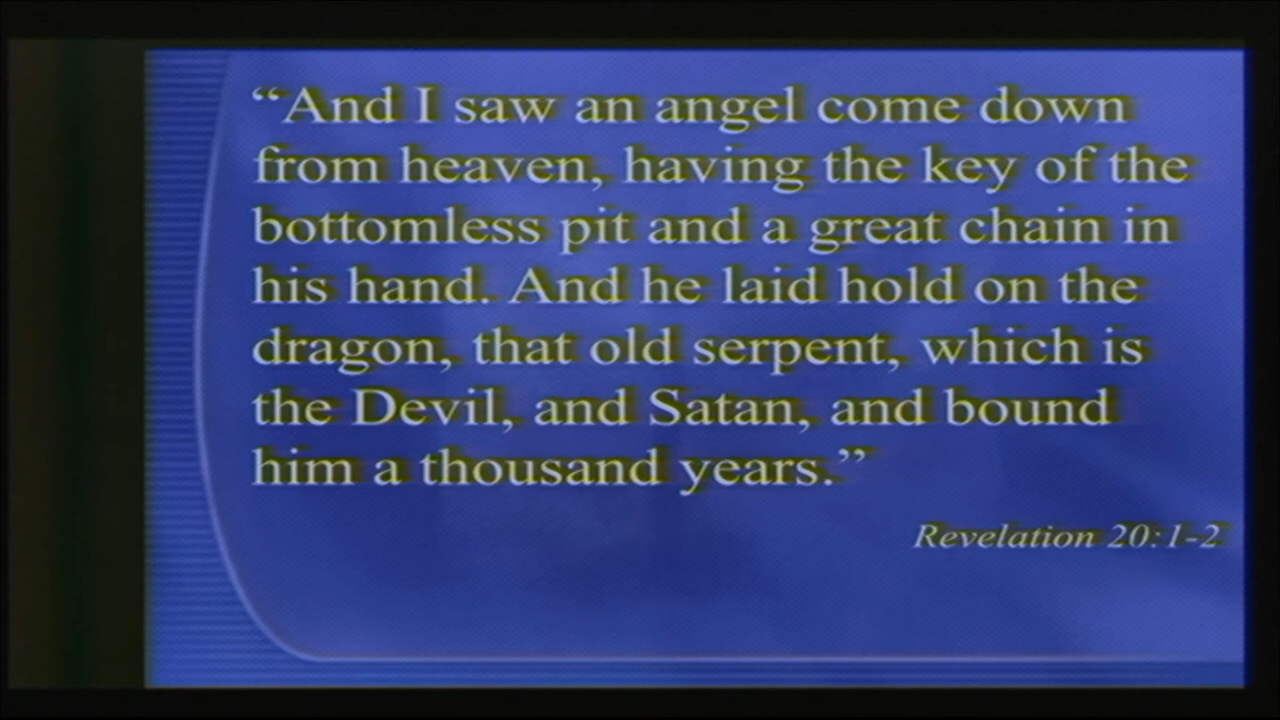 “And I saw an angel come down
from heaven, having the key of the
bottomless pit and a great chain in
his hand. And he laid hold on the
dragon, that old serpent, which is
the Devil, and Satan, and bound
him a thousand years.”
Revelation 20:1-2